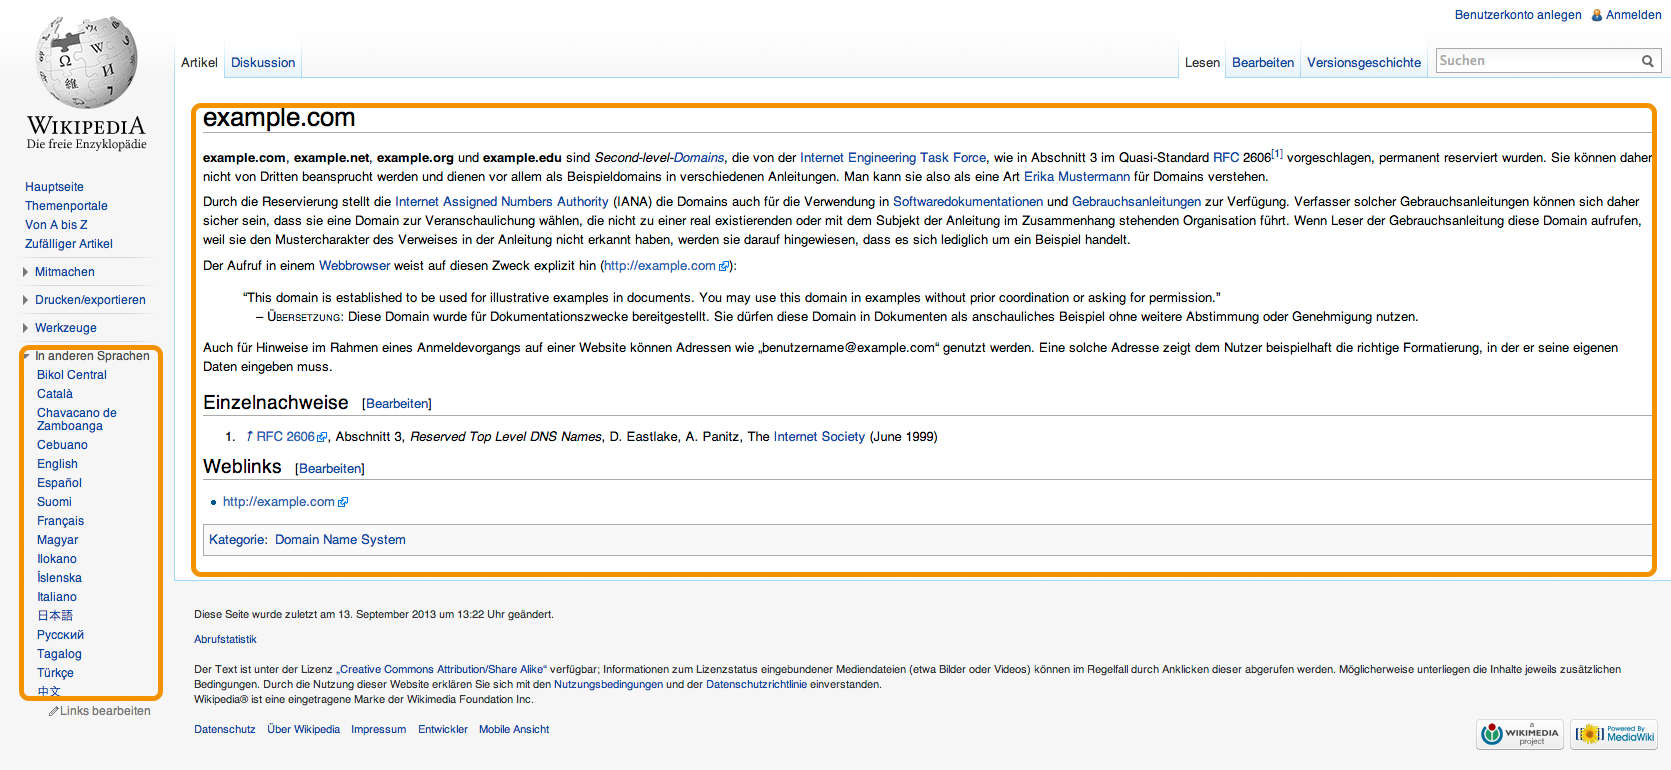 Benutzerkonto anlegen Anmelden
Artikel Diskussion Lesen Bearbeiten Versionsgeschichte Suchen
WIKIPEDIA
Die freie Enzyklopädie
Hauptseite
Themenportale
Von A bis Z
Zufälliger Artikel
Mitmachen
Drucken/exportieren
Werkzeuge
In anderen Sprachen
Bikol Central
Català
Chavacano de
Zamboanga
Cebuano
English
Español
Suomi
Français
Magyar
Ilokano
Íslenska
Italiano
日本語
Русский
Tagalog
Türkçe
中文
Links bearbeiten
example.com
example.com, example.net, example.org und example.edu sind Second-level-Domains, die von der Internet Engineering Task Force, wie in Abschnitt 3 im Quasi-Standard RFC 2606[1] vorgeschlagen, permanent reserviert wurden. Sie können daher
nicht von Dritten beansprucht werden und dienen vor allem als Beispieldomains in verschiedenen Anleitungen. Man kann sie also als eine Art Erika Mustermann für Domains verstehen.
Durch die Reservierung stellt die Internet Assigned Numbers Authority (IANA) die Domains auch für die Verwendung in Softwaredokumentationen und Gebrauchsanleitungen zur Verfügung. Verfasser solcher Gebrauchsanleitungen können sich daher
sicher sein, dass sie eine Domain zur Veranschaulichung wählen, die nicht zu einer real existierenden oder mit dem Subjekt der Anleitung im Zusammenhang stehenden Organisation führt. Wenn Leser der Gebrauchsanleitung diese Domain aufrufen,
weil sie den Mustercharakter des Verweises in der Anleitung nicht erkannt haben, werden sie darauf hingewiesen, dass es sich lediglich um ein Beispiel handelt.
Der Aufruf in einem Webbrowser weist auf diesen Zweck explizit hin (http://example.com):
“This domain is established to be used for illustrative examples in documents. You may use this domain in examples without prior coordination or asking for permission.”
– ÜBERSETZUNG: Diese Domain wurde für Dokumentationszwecke bereitgestellt. Sie dürfen diese Domain in Dokumenten als anschauliches Beispiel ohne weitere Abstimmung oder Genehmigung nutzen.
Auch für Hinweise im Rahmen eines Anmeldevorgangs auf einer Website können Adressen wie „benutzername@example.com“ genutzt werden. Eine solche Adresse zeigt dem Nutzer beispielhaft die richtige Formatierung, in der er seine eigenen
Daten eingeben muss.
Einzelnachweise [Bearbeiten]
1. ↑ RFC 2606, Abschnitt 3, Reserved Top Level DNS Names, D. Eastlake, A. Panitz, The Internet Society (June 1999)
Weblinks [Bearbeiten]
• http://example.com
Kategorie: Domain Name System
Diese Seite wurde zuletzt am 13. September 2013 um 13:22 Uhr geändert.
Abrufstatistik
Der Text ist unter der Lizenz „Creative Commons Attribution/Share Alike“ verfügbar; Informationen zum Lizenzstatus eingebundener Mediendateien (etwa Bilder oder Videos) können im Regelfall durch Anklicken dieser abgerufen werden. Möglicherweise unterliegen die Inhalte jeweils zusätzlichen
Bedingungen. Durch die Nutzung dieser Website erklären Sie sich mit den Nutzungsbedingungen und der Datenschutzrichtlinie einverstanden.
Wikipedia® ist eine eingetragene Marke der Wikimedia Foundation Inc.
Datenschutz Über Wikipedia Impressum Entwickler Mobile Ansicht
a
WIKIMEDIA
project
Powered By
MediaWiki